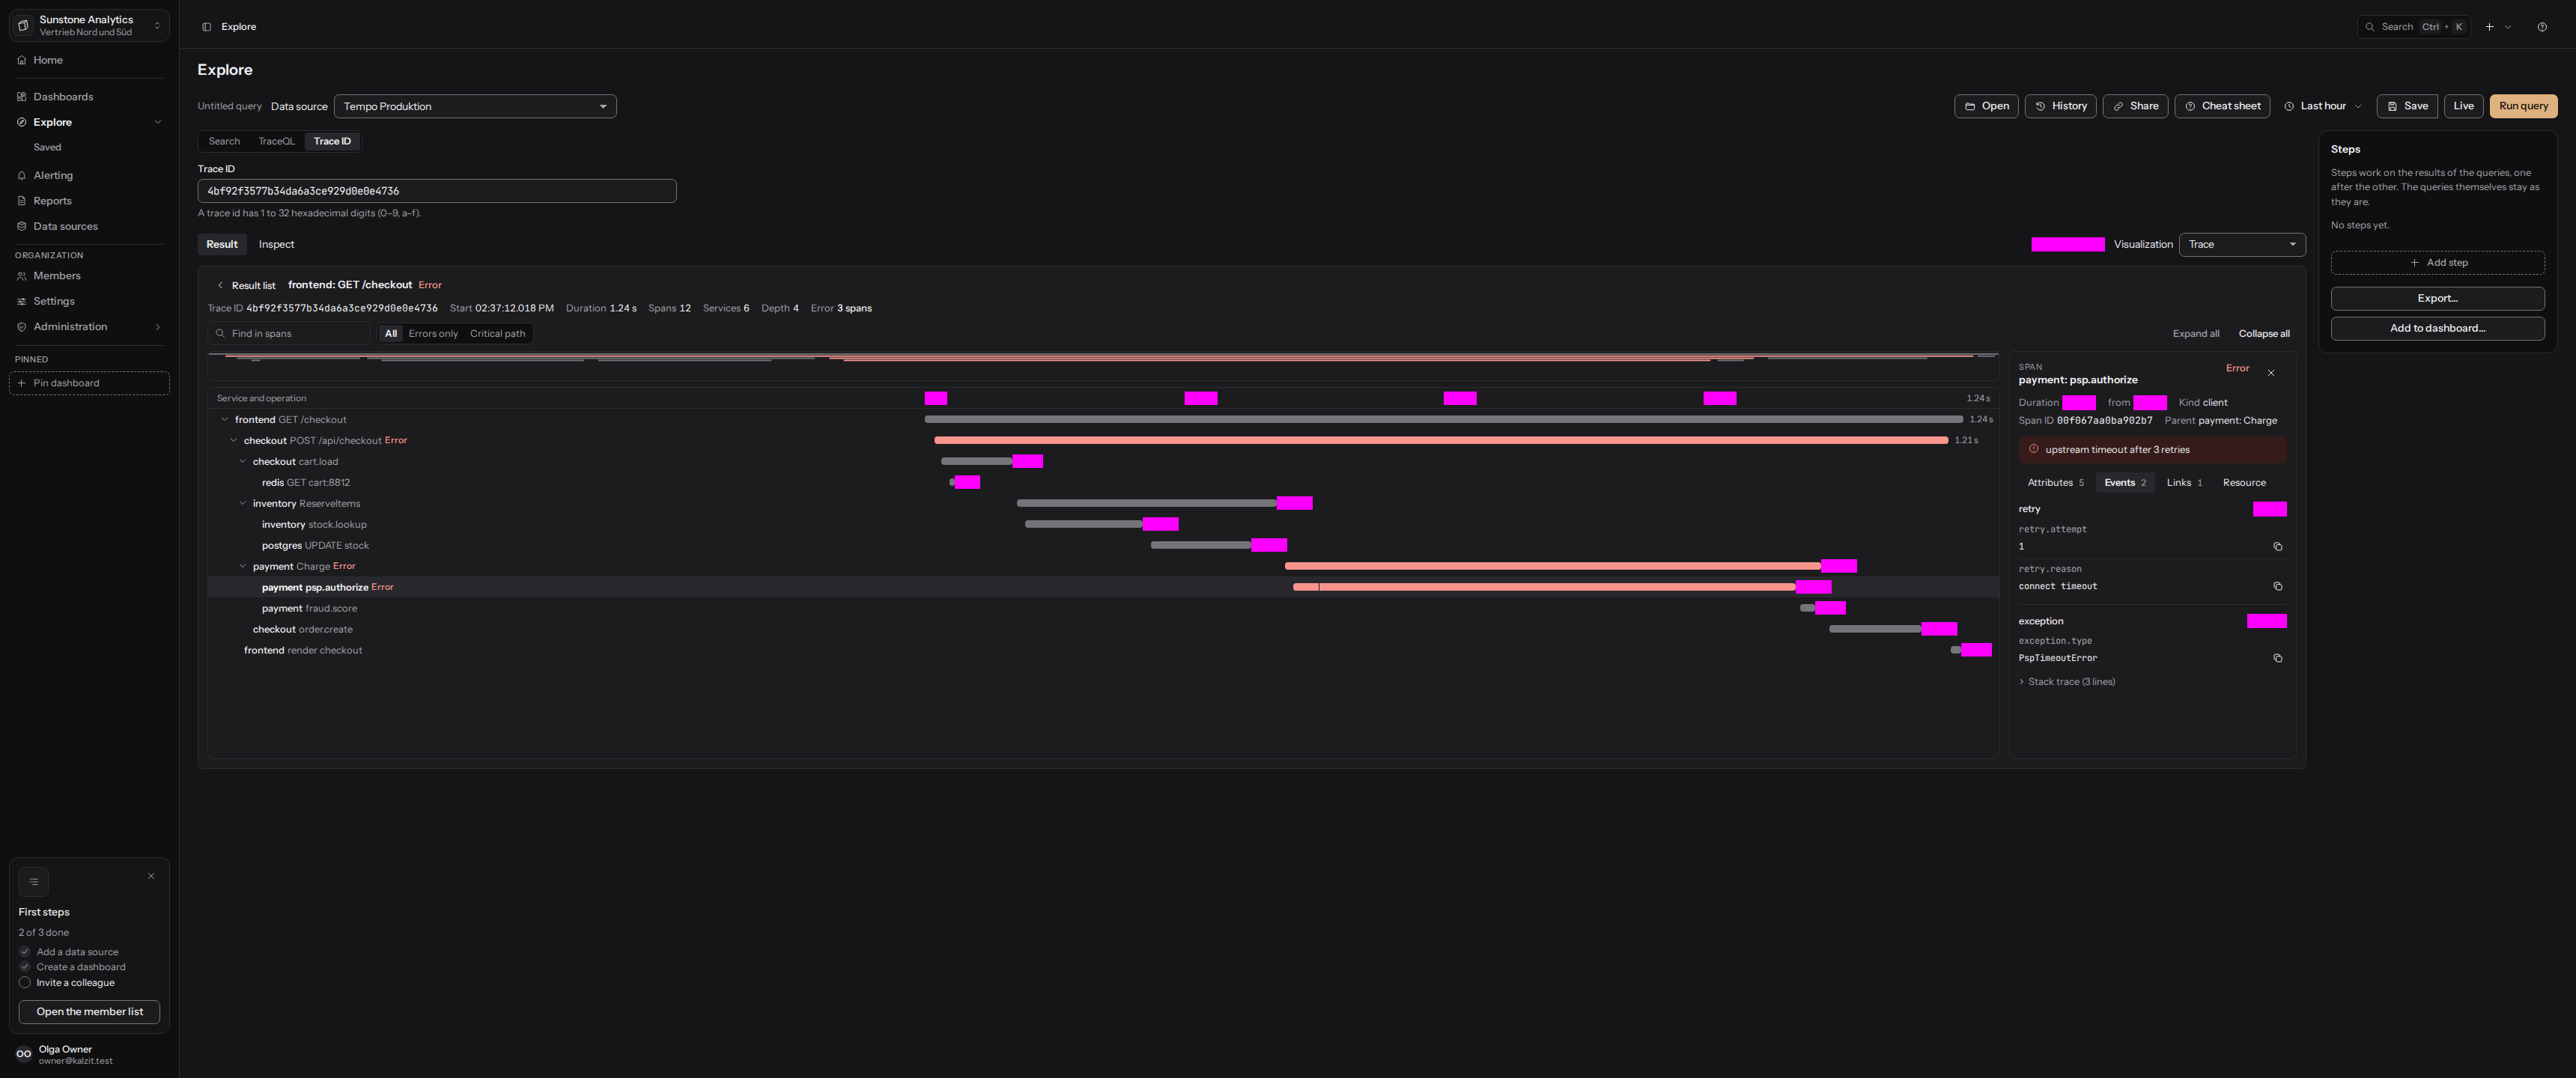 Sunstone Analytics
Vertrieb Nord und Süd
Home
Dashboards
Explore
Saved
Alerting
Reports
Data sources
ORGANIZATION
Members
Settings
Administration
PINNED
Pin dashboard
First steps
2 of 3 done
Add a data source
Create a dashboard
Invite a colleague
Open the member list
OO
Olga Owner
owner@kalzit.test
Explore
Search Ctrl + K
Explore
Untitled query Data source Tempo Produktion
Open History Share Cheat sheet Last hour Save Live Run query
Search TraceQL Trace ID
Trace ID
4bf92f3577b34da6a3ce929d0e0e4736
A trace id has 1 to 32 hexadecimal digits (0–9, a–f).
Result Inspect
Visualization Trace
Result list frontend: GET /checkout Error
Trace ID 4bf92f3577b34da6a3ce929d0e0e4736 Start 02:37:12.018 PM Duration 1.24 s Spans 12 Services 6 Depth 4 Error 3 spans
Find in spans All Errors only Critical path
Expand all Collapse all
Service and operation 1.24 s
frontend GET /checkout 1.24 s
checkout POST /api/checkout Error 1.21 s
checkout cart.load
redis GET cart:8812
inventory ReserveItems
inventory stock.lookup
postgres UPDATE stock
payment Charge Error
payment psp.authorize Error
payment fraud.score
checkout order.create
frontend render checkout
SPAN
Error
payment: psp.authorize
Duration from Kind client
Span ID 00f067aa0ba902b7 Parent payment: Charge
upstream timeout after 3 retries
Attributes 5 Events 2 Links 1 Resource
retry
retry.attempt
1
retry.reason
connect timeout
exception
exception.type
PspTimeoutError
Stack trace (3 lines)
Steps
Steps work on the results of the queries, one
after the other. The queries themselves stay as
they are.
No steps yet.
Add step
Export…
Add to dashboard…